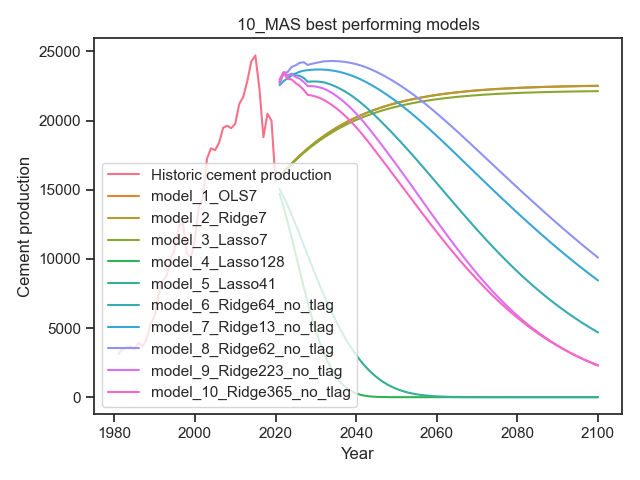 10_MAS best performing models
Cement production
25000
20000
15000
10000
5000
0
Historic cement production
model_1_OLS7
model_2_Ridge7
model_3_Lasso7
model_4_Lasso128
model_5_Lasso41
model_6_Ridge64_no_tlag
model_7_Ridge13_no_tlag
model_8_Ridge62_no_tlag
model_9_Ridge223_no_tlag
model_10_Ridge365_no_tlag
1980 2000 2020 2040 2060 2080 2100
Year